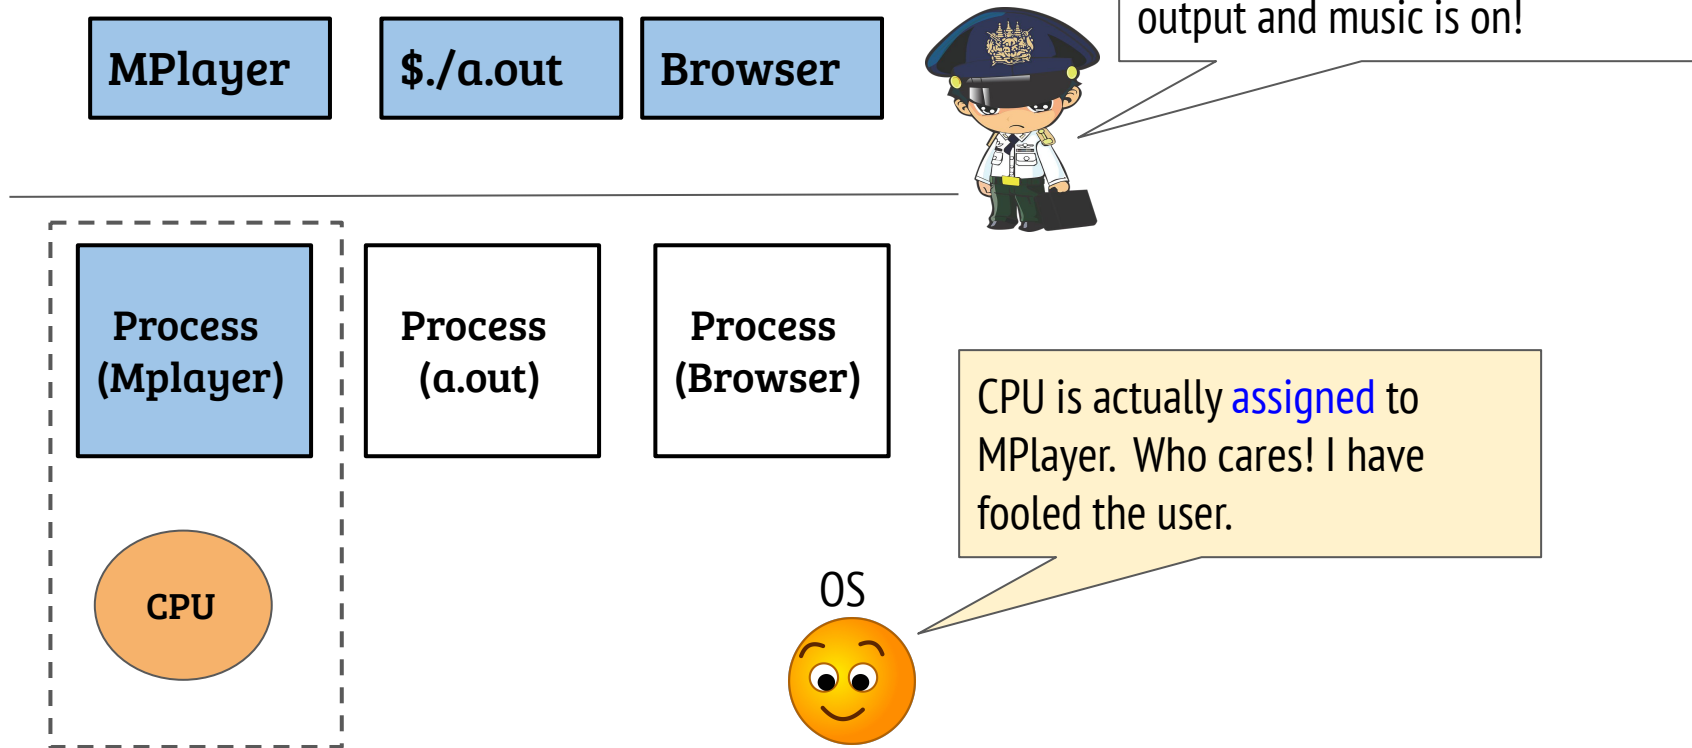 output and music is on!
MPlayer
$./a.out
Browser
Process
(Mplayer)
Process
(a.out)
Process
(Browser)
CPU is actually assigned to
MPlayer. Who cares! I have
fooled the user.
OS
CPU